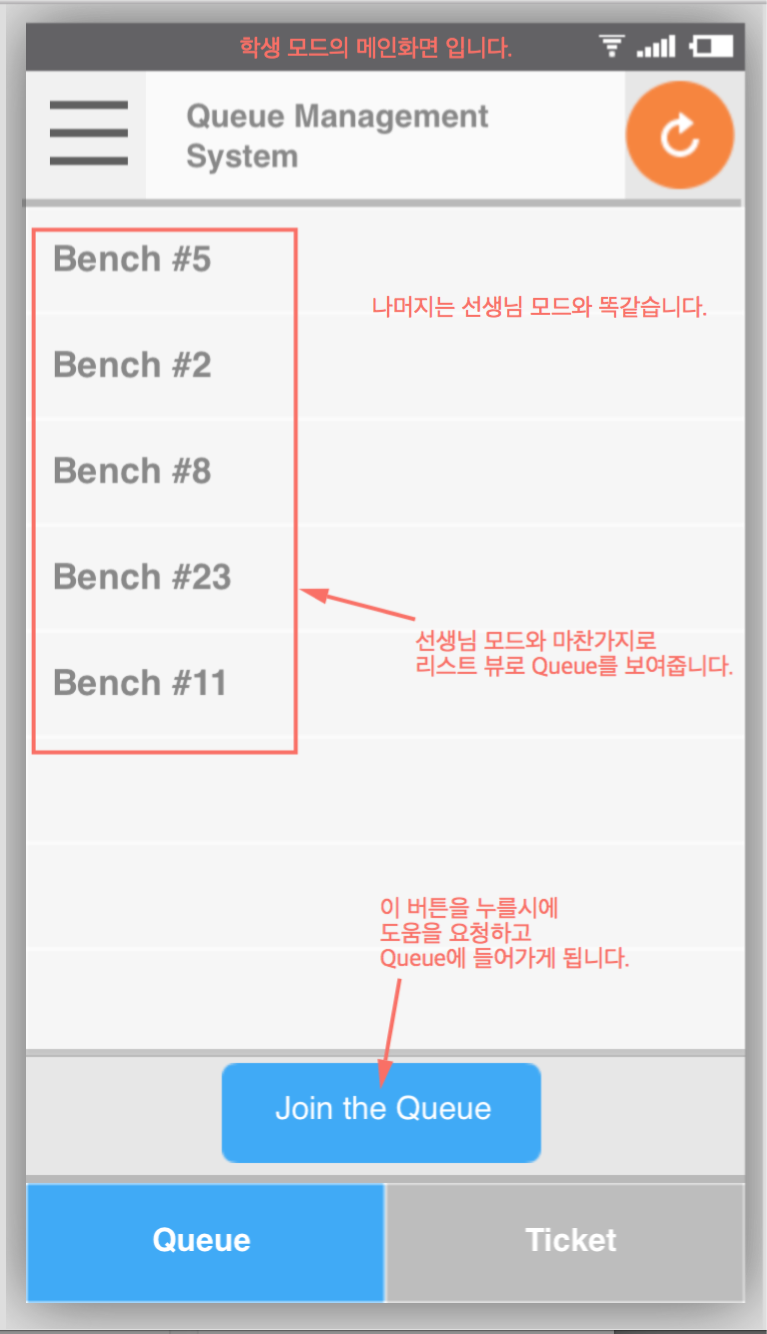 학생 모드의 메인화면 입니다.
Queue Management
System
Bench #5
나머지는 선생님 모드와 똑같습니다.
Bench #2
Bench #8
Bench #23
선생님 모드와 마찬가지로
리스트 뷰로 Queue를 보여줍니다.
Bench #11
이 버튼을 누를시에
도움을 요청하고
Queue에 들어가게 됩니다.
Join the Queue
Queue
Ticket